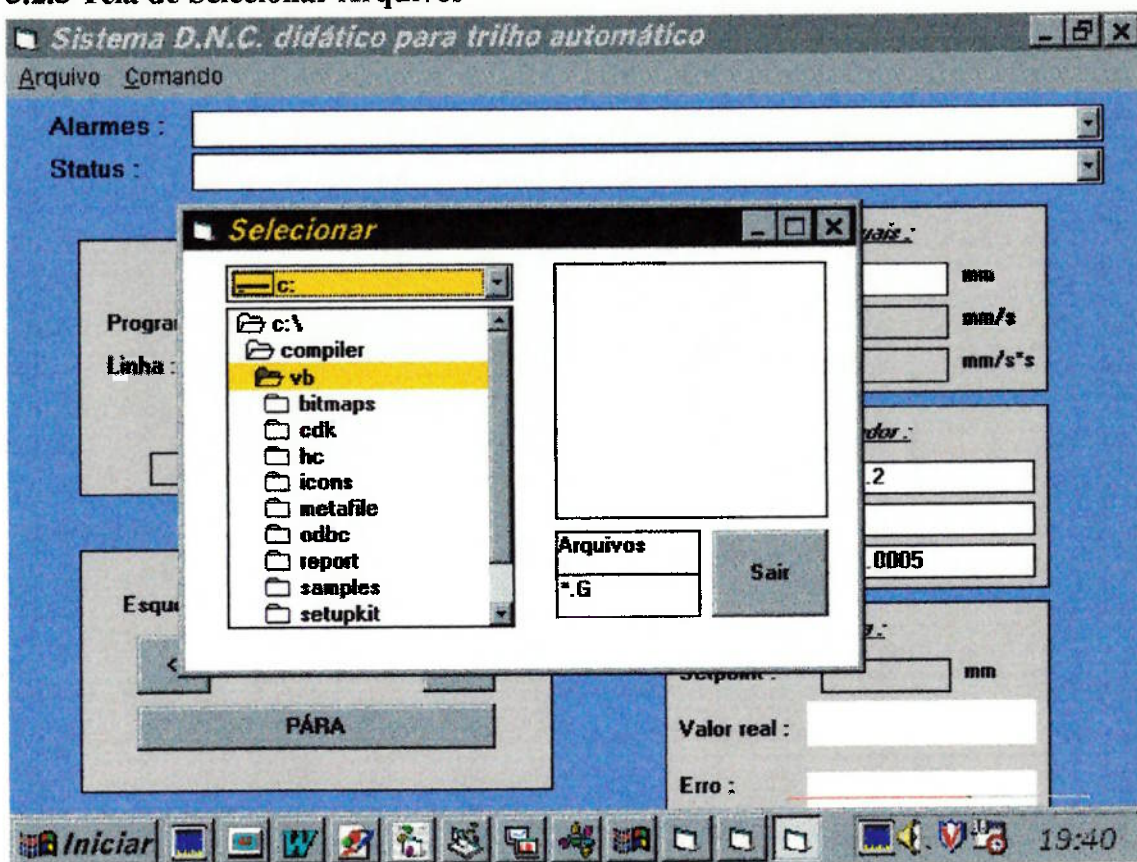 Sistema D.N.C. didático para trilho automático
Arquivo Comando
Alarmes :
Status :
Selecionar
c:
c:\
compiler
vb
bitmaps
cdk
hc
icons
metafile
odbc
report
samples
setupkit
Arquivos
*.G
Sair
mm
mm/s
mm/s*s
Linha :
.2
.0005
<
PÁRA
mm
Valor real :
Erro :
Iniciar
19:40